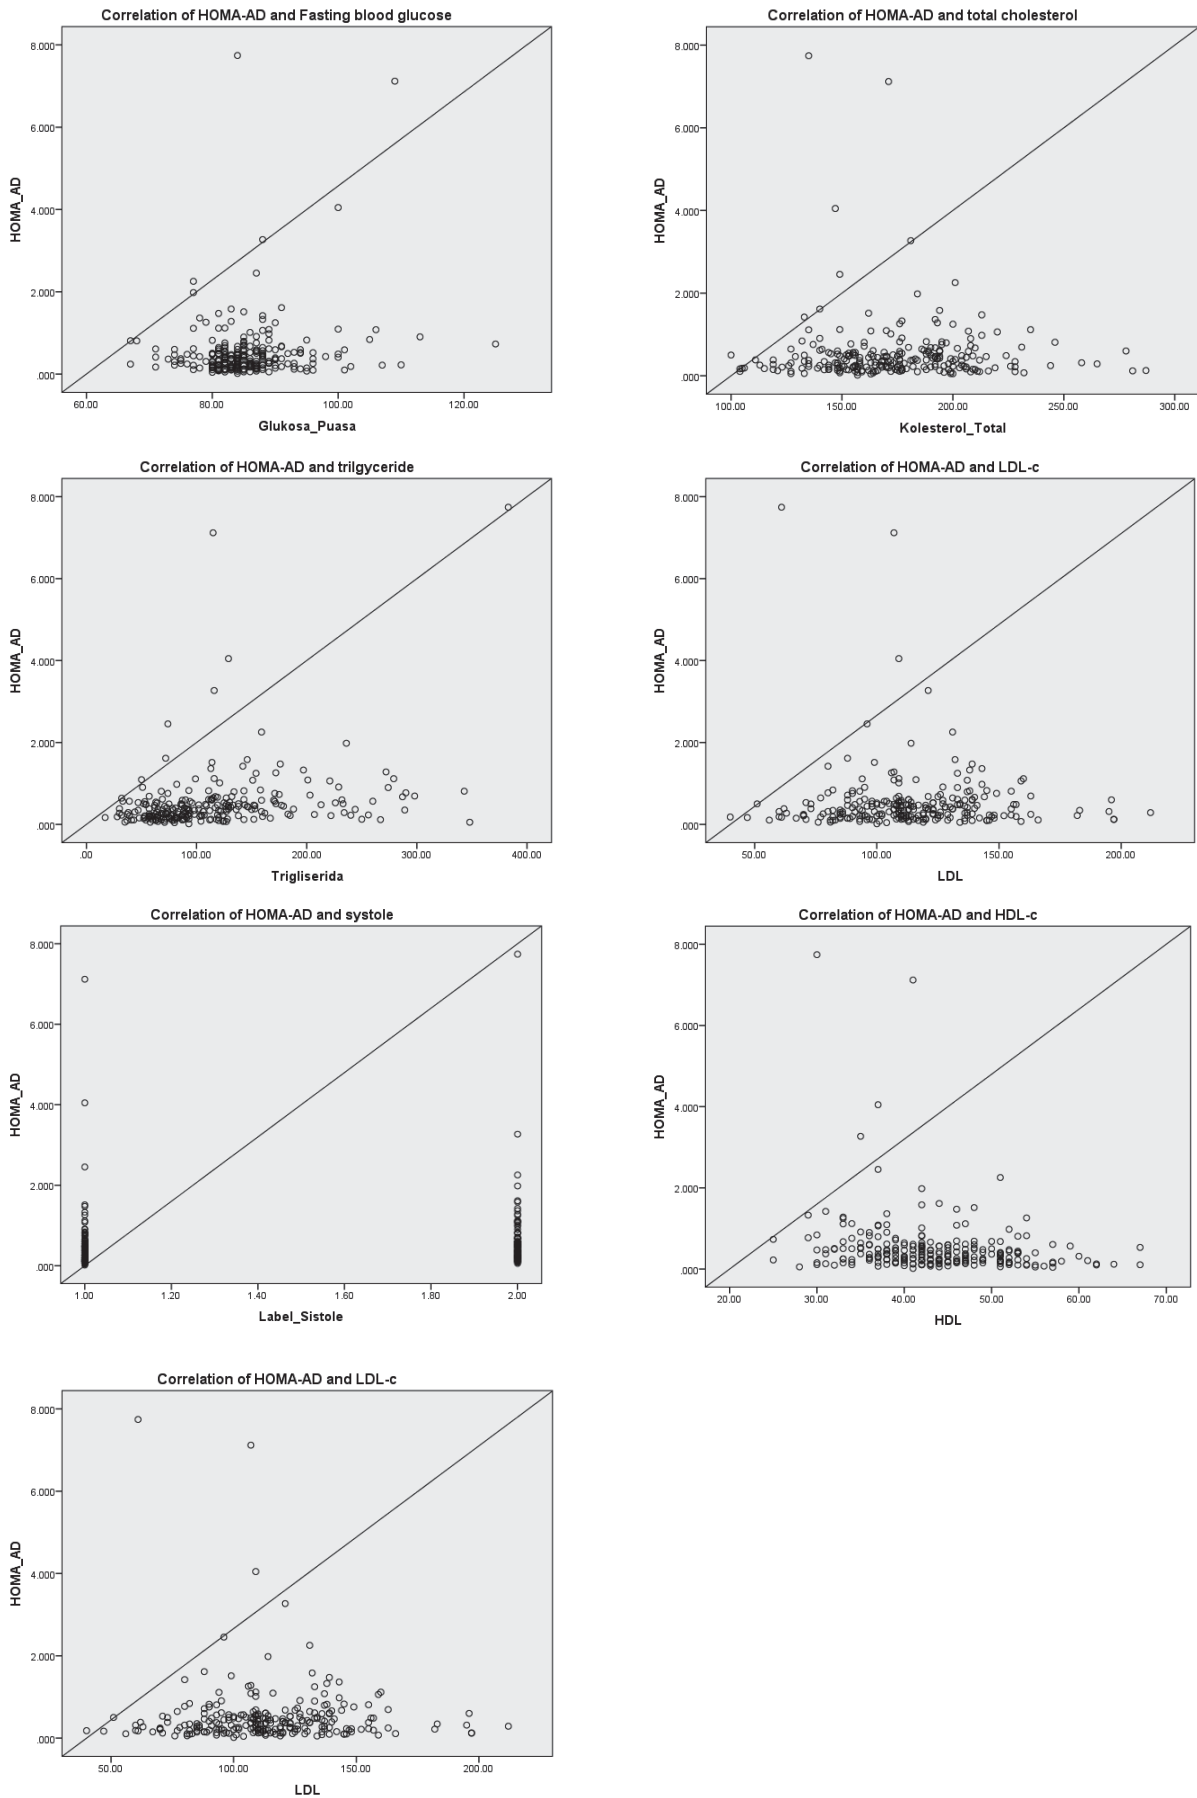 Correlation of HOMA-AD and Fasting blood glucose
8.000
6.000
4.000
2.000
.000
HOMA_AD
60.00 80.00 100.00 120.00
Glukosa_Puasa
Correlation of HOMA-AD and total cholesterol
8.000
6.000
4.000
2.000
.000
HOMA_AD
100.00 150.00 200.00 250.00 300.00
Kolesterol_Total
Correlation of HOMA-AD and trilgyceride
8.000
6.000
4.000
2.000
.000
HOMA_AD
.00 100.00 200.00 300.00 400.00
Trigliserida
Correlation of HOMA-AD and LDL-c
8.000
6.000
4.000
2.000
.000
HOMA_AD
50.00 100.00 150.00 200.00
LDL
Correlation of HOMA-AD and systole
8.000
6.000
4.000
2.000
.000
HOMA_AD
1.00 1.20 1.40 1.60 1.80 2.00
Label_Sistole
Correlation of HOMA-AD and HDL-c
8.000
6.000
4.000
2.000
.000
HOMA_AD
20.00 30.00 40.00 50.00 60.00 70.00
HDL
Correlation of HOMA-AD and LDL-c
8.000
6.000
4.000
2.000
.000
HOMA_AD
50.00 100.00 150.00 200.00
LDL